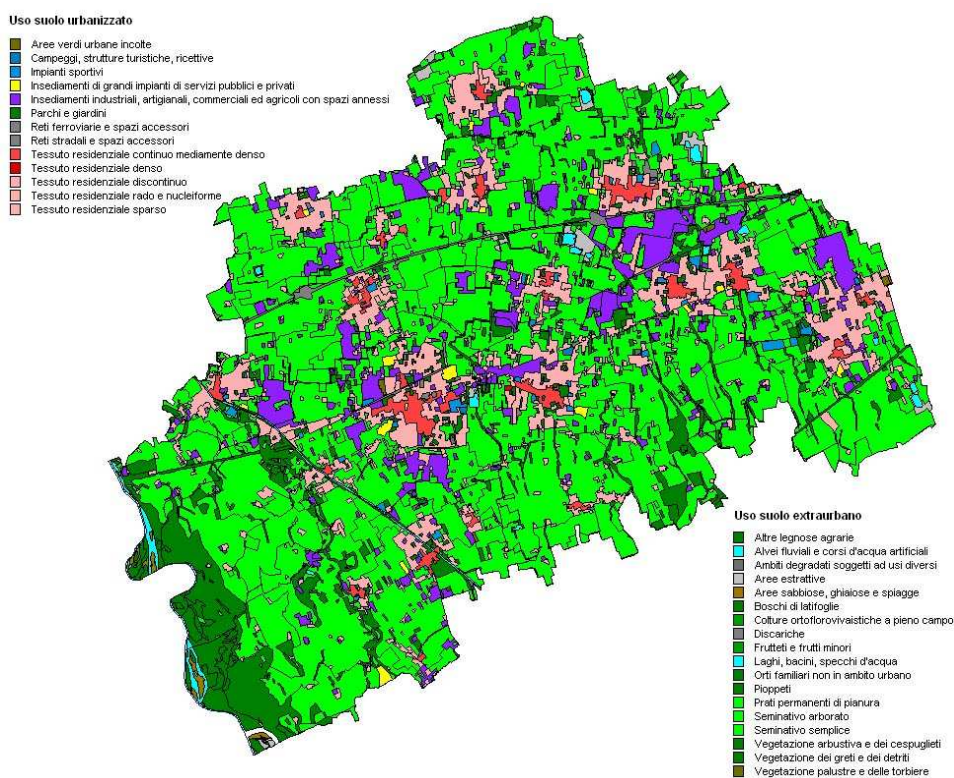 Uso suolo urbanizzato
Aree verdi urbane incolte
Campeggi, strutture turistiche, ricettive
Impianti sportivi
Insediamenti di grandi impianti di servizi pubblici e privati
Insediamenti industriali, artigianali, commerciali ed agricoli con spazi annessi
Parchi e giardini
Reti ferroviarie e spazi accessori
Reti stradali e spazi accessori
Tessuto residenziale continuo mediamente denso
Tessuto residenziale denso
Tessuto residenziale discontinuo
Tessuto residenziale rado e nucleiforme
Tessuto residenziale sparso
Uso suolo extraurbano
Altre legnose agrarie
Alvei fluviali e corsi d'acqua artificiali
Ambiti degradati soggetti ad usi diversi
Aree estrattive
Aree sabbiose, ghiaiose e spiagge
Boschi di latifoglie
Colture ortoflorovivaistiche a pieno campo
Discariche
Frutteti e frutti minori
Laghi, bacini, specchi d'acqua
Orti familiari non in ambito urbano
Pioppeti
Prati permanenti di pianura
Seminativo arborato
Seminativo semplice
Vegetazione arbustiva e dei cespuglieti
Vegetazione dei greti e dei detriti
Vegetazione palustre e delle torbiere